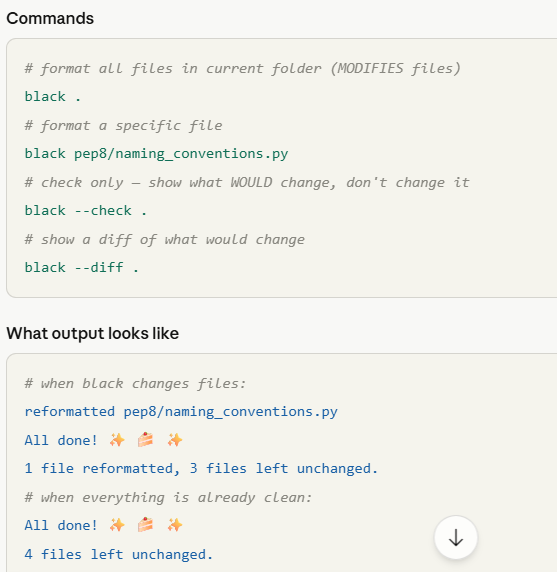 Commands
# format all files in current folder (MODIFIES files)
black .
# format a specific file
black pep8/naming_conventions.py
# check only — show what WOULD change, don't change it
black --check .
# show a diff of what would change
black --diff .
What output looks like
# when black changes files:
reformatted pep8/naming_conventions.py
All done! ✨ 🍰 ✨
1 file reformatted, 3 files left unchanged.
# when everything is already clean:
All done! ✨ 🍰 ✨
4 files left unchanged.